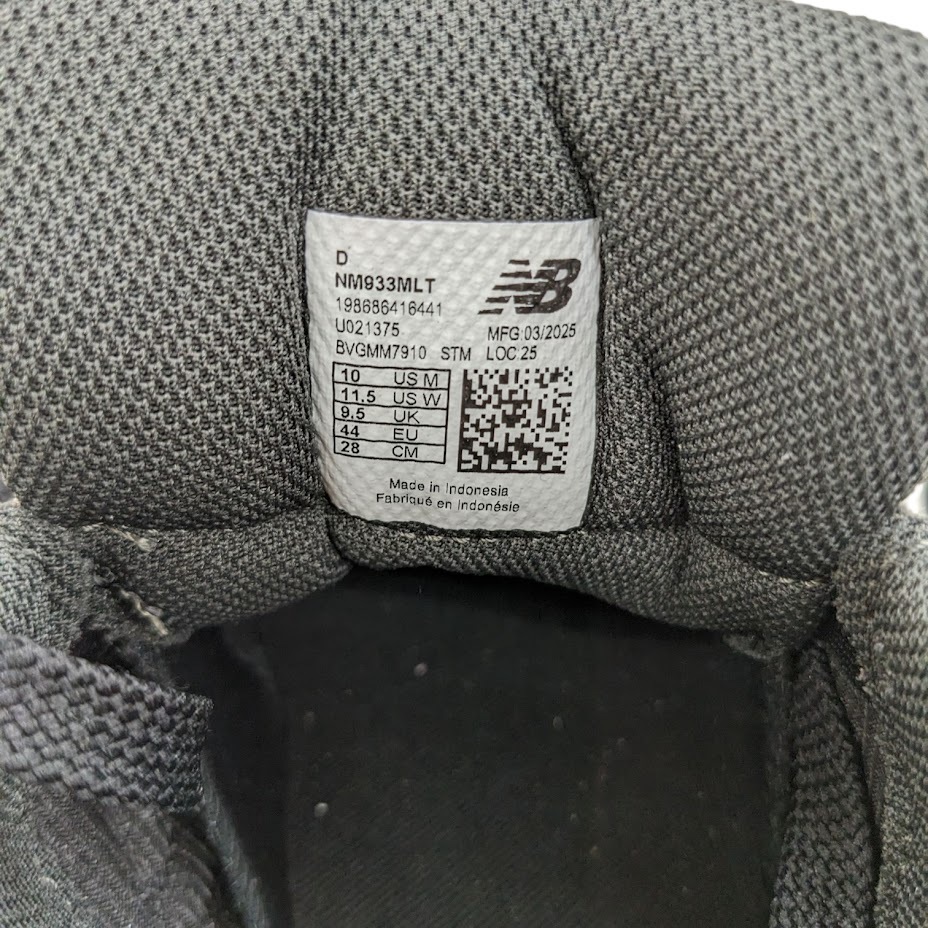 D
NM933MLT
198686416441
U021375 MFG:03/2025
BVGMM7910 STM LOC:25
NB
10 US M
11.5 US W
9.5 UK
44 EU
28 CM
Made in Indonesia
Fabriqué en Indonésie